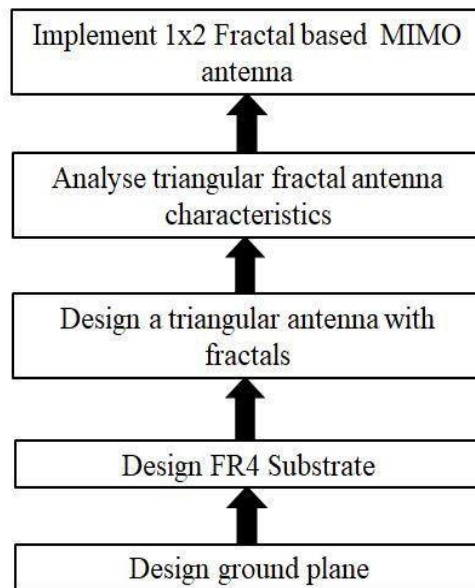 Implement 1x2 Fractal based MIMO
antenna
Analyse triangular fractal antenna
characteristics
Design a triangular antenna with
fractals
Design FR4 Substrate
Design ground plane